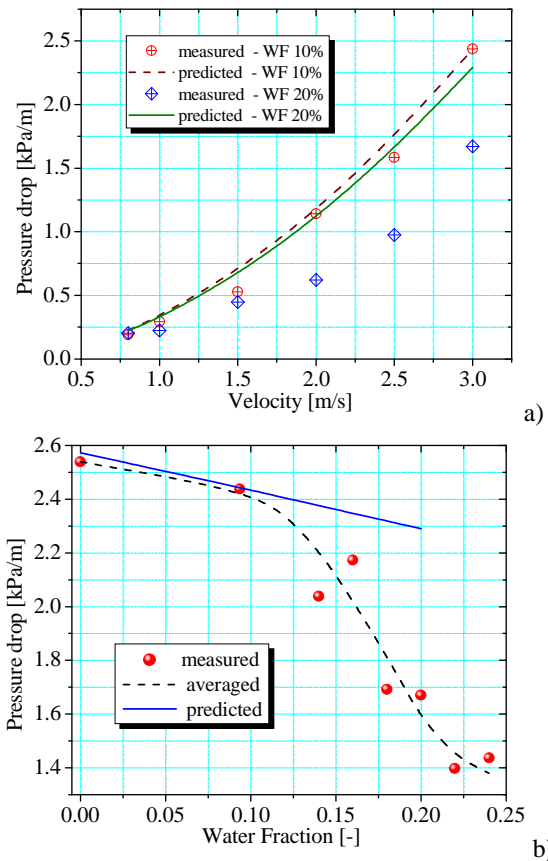 measured - WF 10%
predicted - WF 10%
measured - WF 20%
predicted - WF 20%
Pressure drop [kPa/m]
2.5
2.0
1.5
1.0
0.5
0.0
0.5 1.0 1.5 2.0 2.5 3.0
Velocity [m/s]
a)
2.6
2.4
2.2
2.0
1.8
1.6
1.4
Pressure drop [kPa/m]
measured
averaged
predicted
0.00 0.05 0.10 0.15 0.20 0.25
Water Fraction [-]
b)